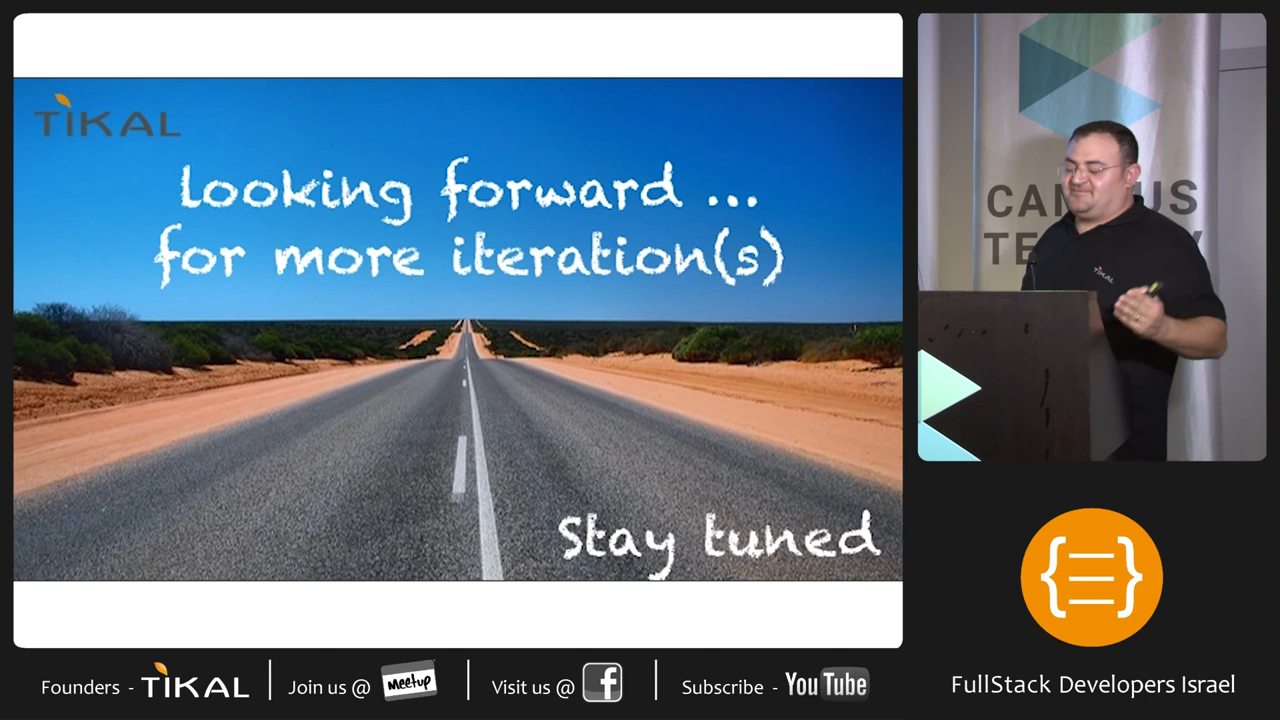 TIKAL
Looking forward ...
for more iteration(s)
Stay tuned
TIKAL
Founders - TIKAL
Join us @ Meetup
Visit us @ f
Subscribe - YouTube
{ } FullStack Developers Israel